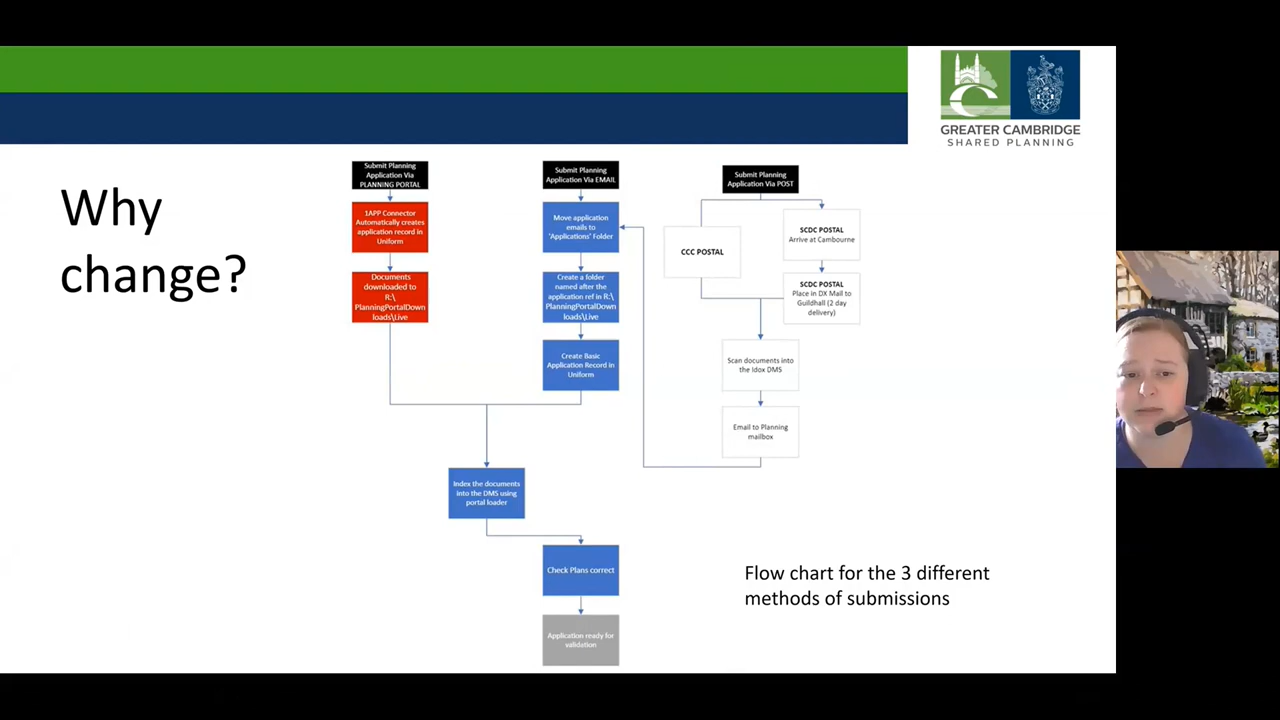 GREATER CAMBRIDGE
SHARED PLANNING
Why
change?
Submit Planning
Application Via
PLANNING PORTAL
1APP Connector
Automatically creates
application record in
Uniform
Documents
downloaded to
R:\
PlanningPortalDown
loads\Live
Submit Planning
Application Via EMAIL
Move application
emails to
'Applications' Folder
Create a folder
named after the
application ref in R:\
PlanningPortalDown
loads\Live
Create Basic
Application Record in
Uniform
Submit Planning
Application Via POST
CCC POSTAL
SCDC POSTAL
Arrive at Cambourne
SCDC POSTAL
Place in DX Mail to
Guildhall (2 day
delivery)
Scan documents into
the Idox DMS
Email to Planning
mailbox
Index the documents
into the DMS using
portal loader
Check Plans correct
Application ready for
validation
Flow chart for the 3 different
methods of submissions